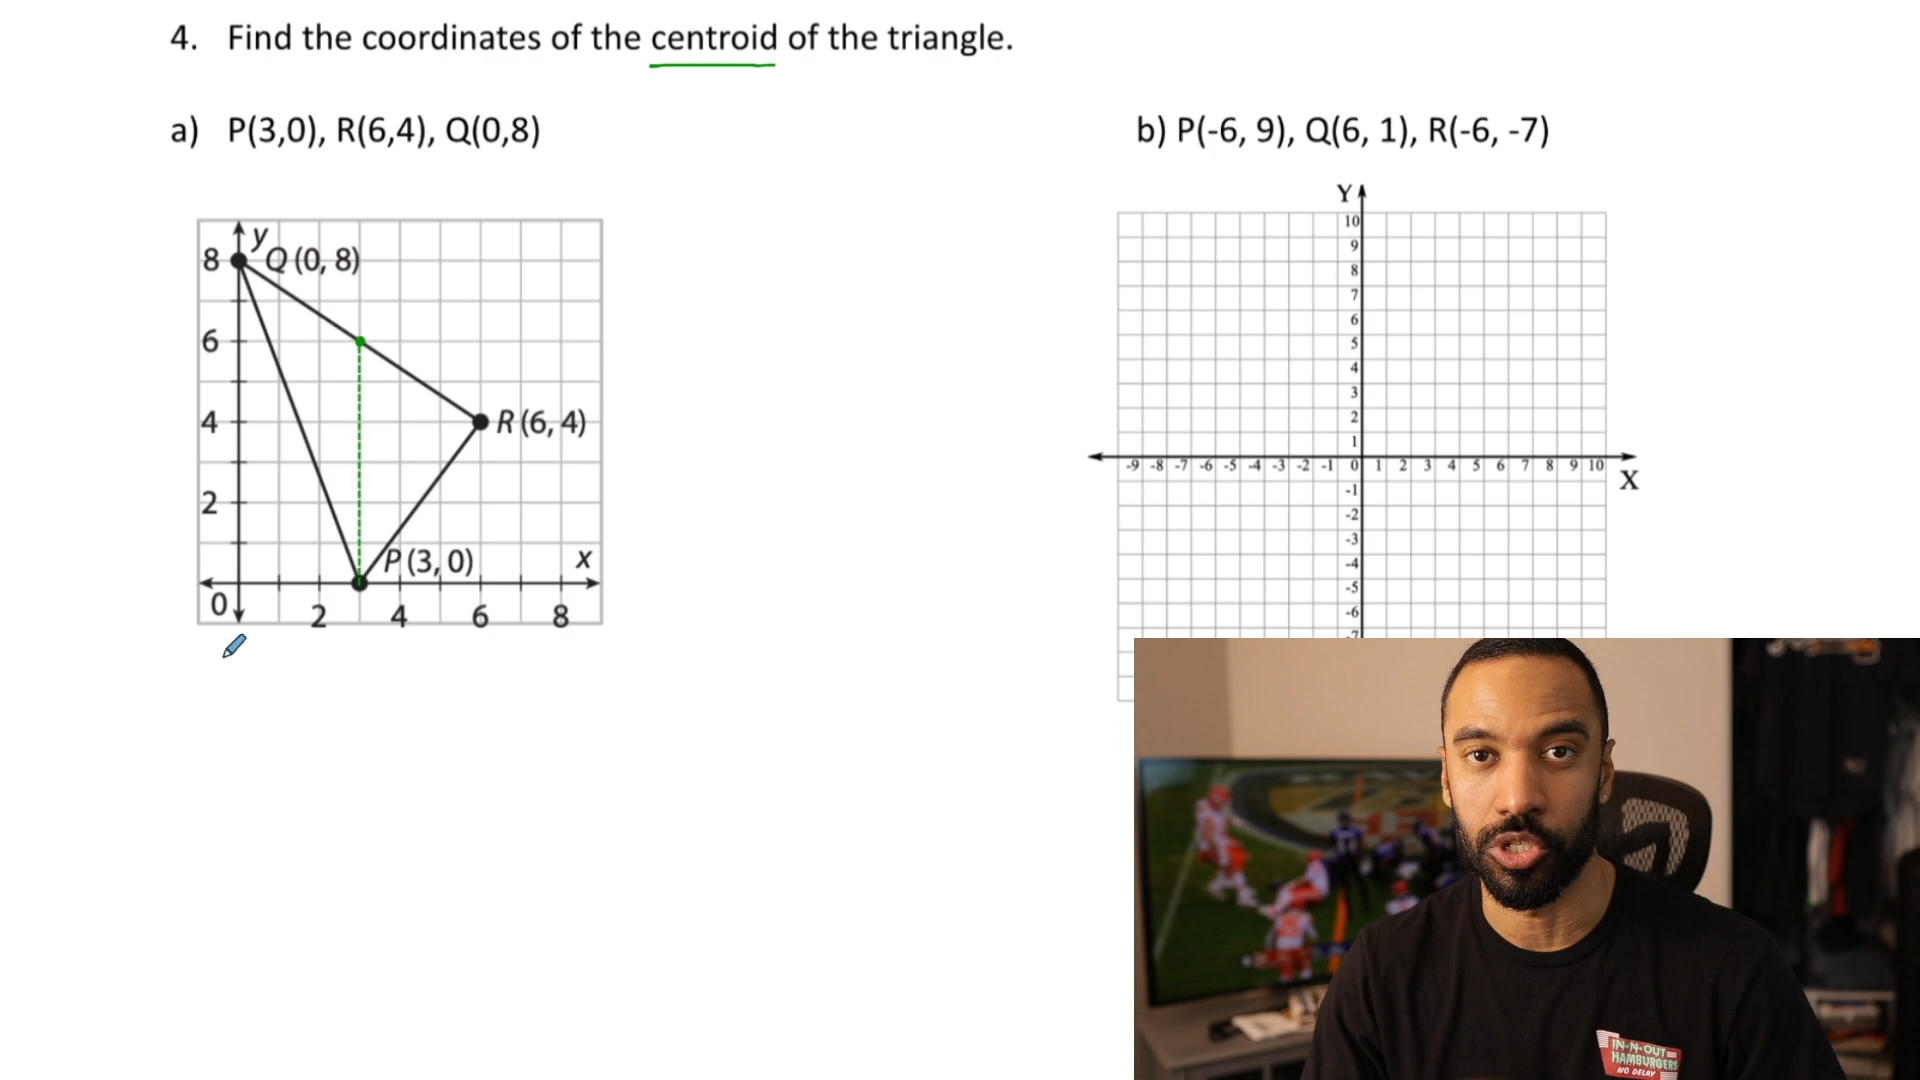 4. Find the coordinates of the centroid of the triangle.
a) P(3,0), R(6,4), Q(0,8)
b) P(-6, 9), Q(6, 1), R(-6, -7)
y
8
Q (0, 8)
6
4
R (6, 4)
2
P (3, 0)
x
0
2 4 6 8
Y
10
9
8
7
6
5
4
3
2
1
-9 -8 -7 -6 -5 -4 -3 -2 -1 0 1 2 3 4 5 6 7 8 9 10
X
-1
-2
-3
-4
-5
-6
-7
IN-N-OUT
HAMBURGERS
NO DELAY